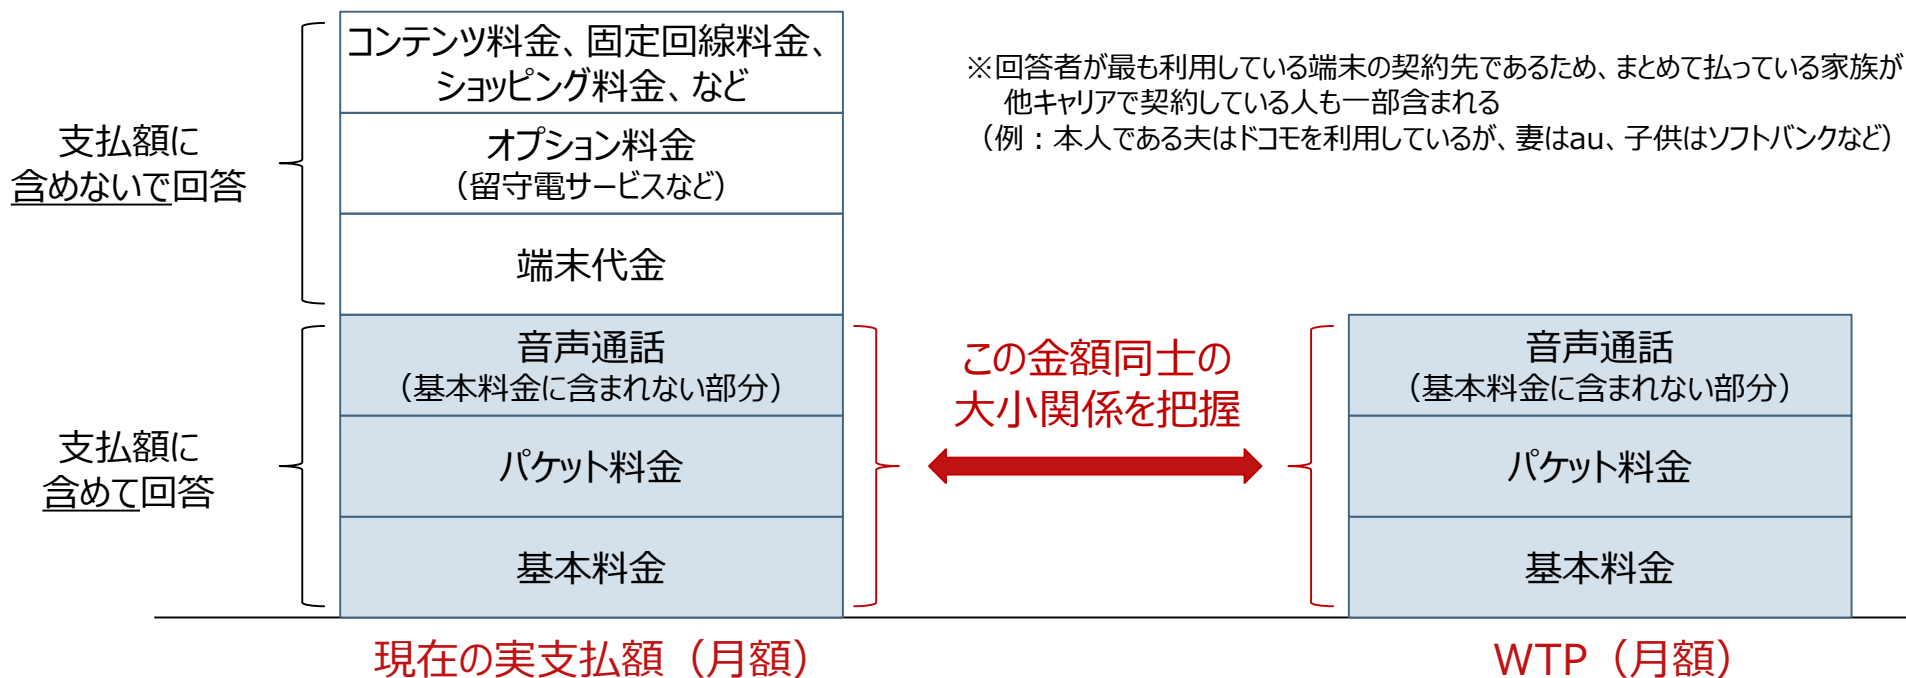 コンテンツ料金、固定回線料金、
ショッピング料金、など
オプション料金
（留守電サービスなど）
端末代金
音声通話
（基本料金に含まれない部分）
パケット料金
基本料金
支払額に
含めないで回答
支払額に
含めて回答
現在の実支払額（月額）
※回答者が最も利用している端末の契約先であるため、まとめて払っている家族が
他キャリアで契約している人も一部含まれる
（例：本人である夫はドコモを利用しているが、妻はau、子供はソフトバンクなど）
この金額同士の
大小関係を把握
音声通話
（基本料金に含まれない部分）
パケット料金
基本料金
WTP（月額）